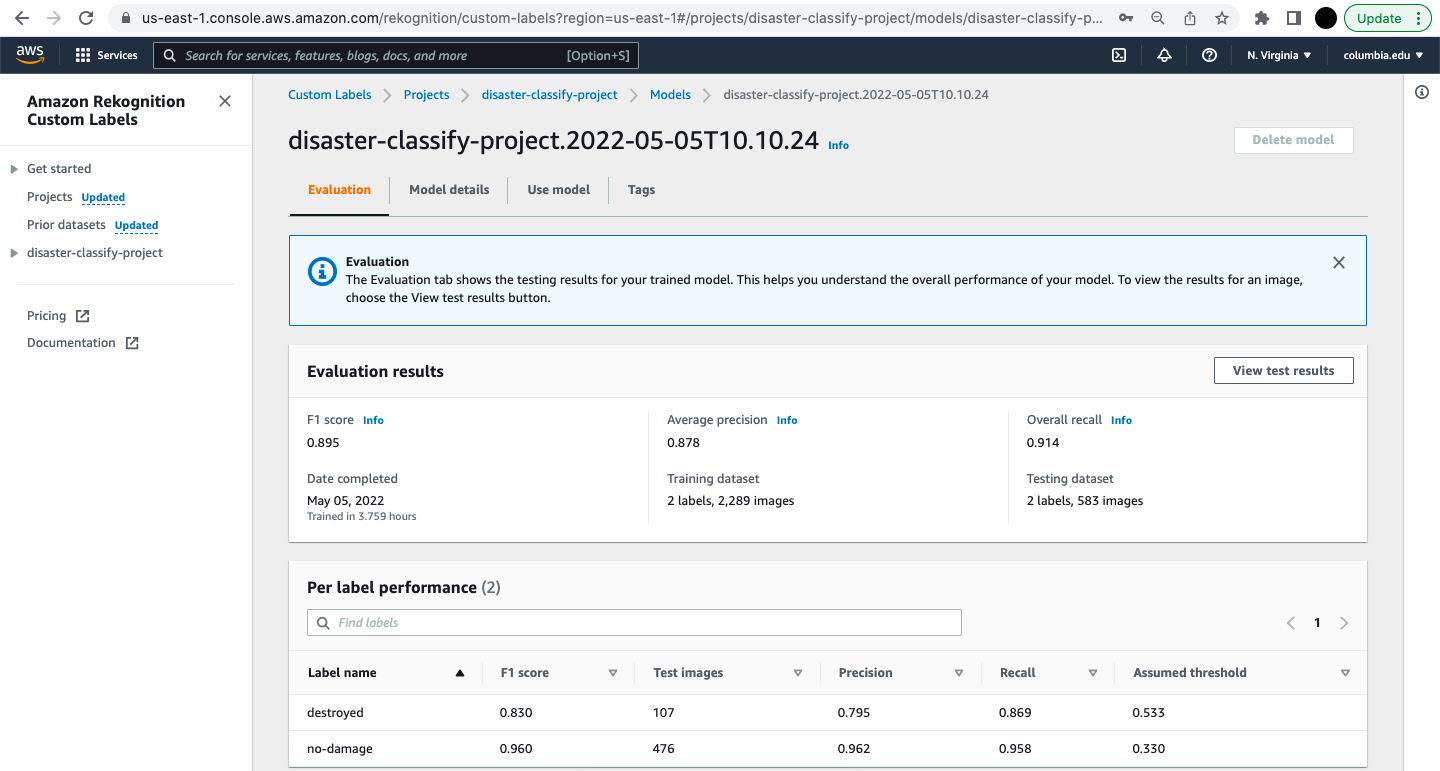 us-east-1.console.aws.amazon.com/rekognition/custom-labels?region=us-east-1#/projects/disaster-classify-project/models/disaster-classify-p...
Update
aws
Services
Search for services, features, blogs, docs, and more
[Option+S]
N. Virginia
columbia.edu
Amazon Rekognition
Custom Labels
Get started
Projects Updated
Prior datasets Updated
disaster-classify-project
Pricing
Documentation
Custom Labels
Projects
disaster-classify-project
Models
disaster-classify-project.2022-05-05T10.10.24
disaster-classify-project.2022-05-05T10.10.24 Info
Delete model
Evaluation
Model details
Use model
Tags
Evaluation
The Evaluation tab shows the testing results for your trained model. This helps you understand the overall performance of your model. To view the results for an image,
choose the View test results button.
Evaluation results
View test results
F1 score Info
0.895
Average precision Info
0.878
Overall recall Info
0.914
Date completed
May 05, 2022
Trained in 3.759 hours
Training dataset
2 labels, 2,289 images
Testing dataset
2 labels, 583 images
Per label performance (2)
Find labels
1
Label name F1 score Test images Precision Recall Assumed threshold
destroyed 0.830 107 0.795 0.869 0.533
no-damage 0.960 476 0.962 0.958 0.330